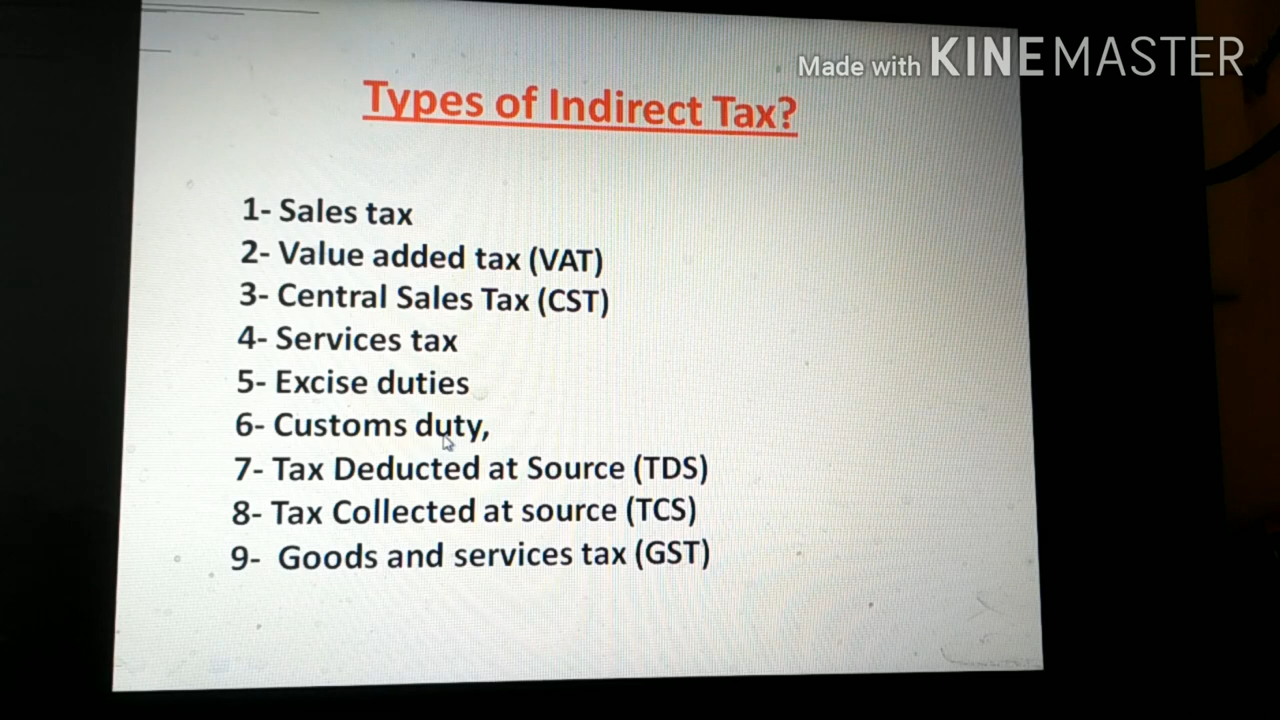 Made with KINEMASTER
Types of Indirect Tax?
1- Sales tax
2- Value added tax (VAT)
3- Central Sales Tax (CST)
4- Services tax
5- Excise duties
6- Customs duty,
7- Tax Deducted at Source (TDS)
8- Tax Collected at source (TCS)
9- Goods and services tax (GST)